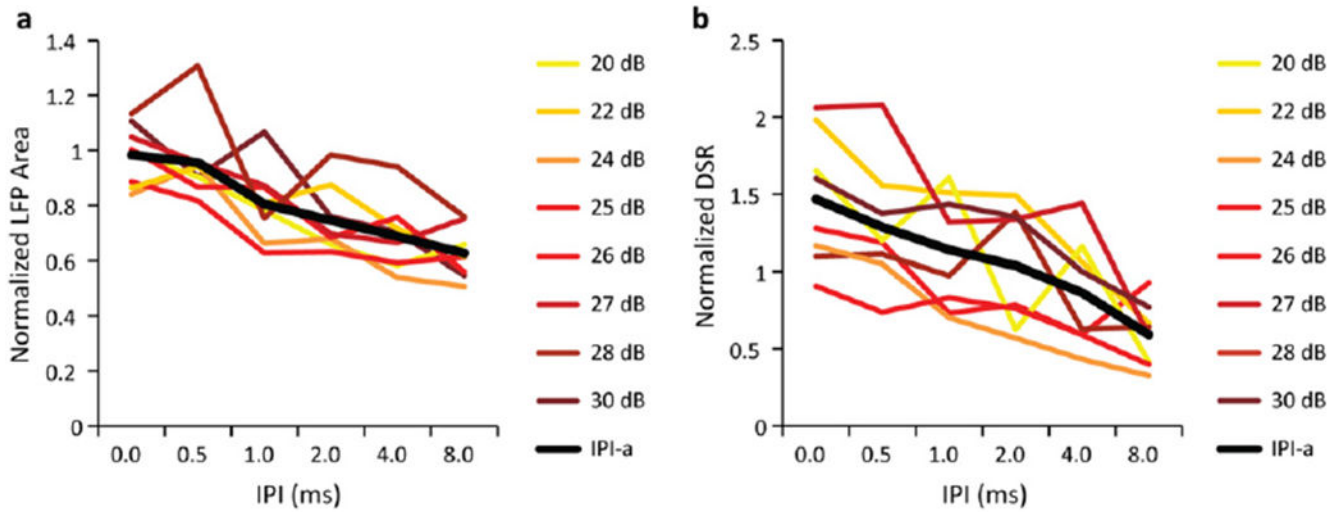 a
Normalized LFP Area
1.4
1.2
1
0.8
0.6
0.4
0.2
0
0.0 0.5 1.0 2.0 4.0 8.0
IPI (ms)
20 dB
22 dB
24 dB
25 dB
26 dB
27 dB
28 dB
30 dB
IPI-a
b
Normalized DSR
2.5
2
1.5
1
0.5
0
0.0 0.5 1.0 2.0 4.0 8.0
IPI (ms)
20 dB
22 dB
24 dB
25 dB
26 dB
27 dB
28 dB
30 dB
IPI-a